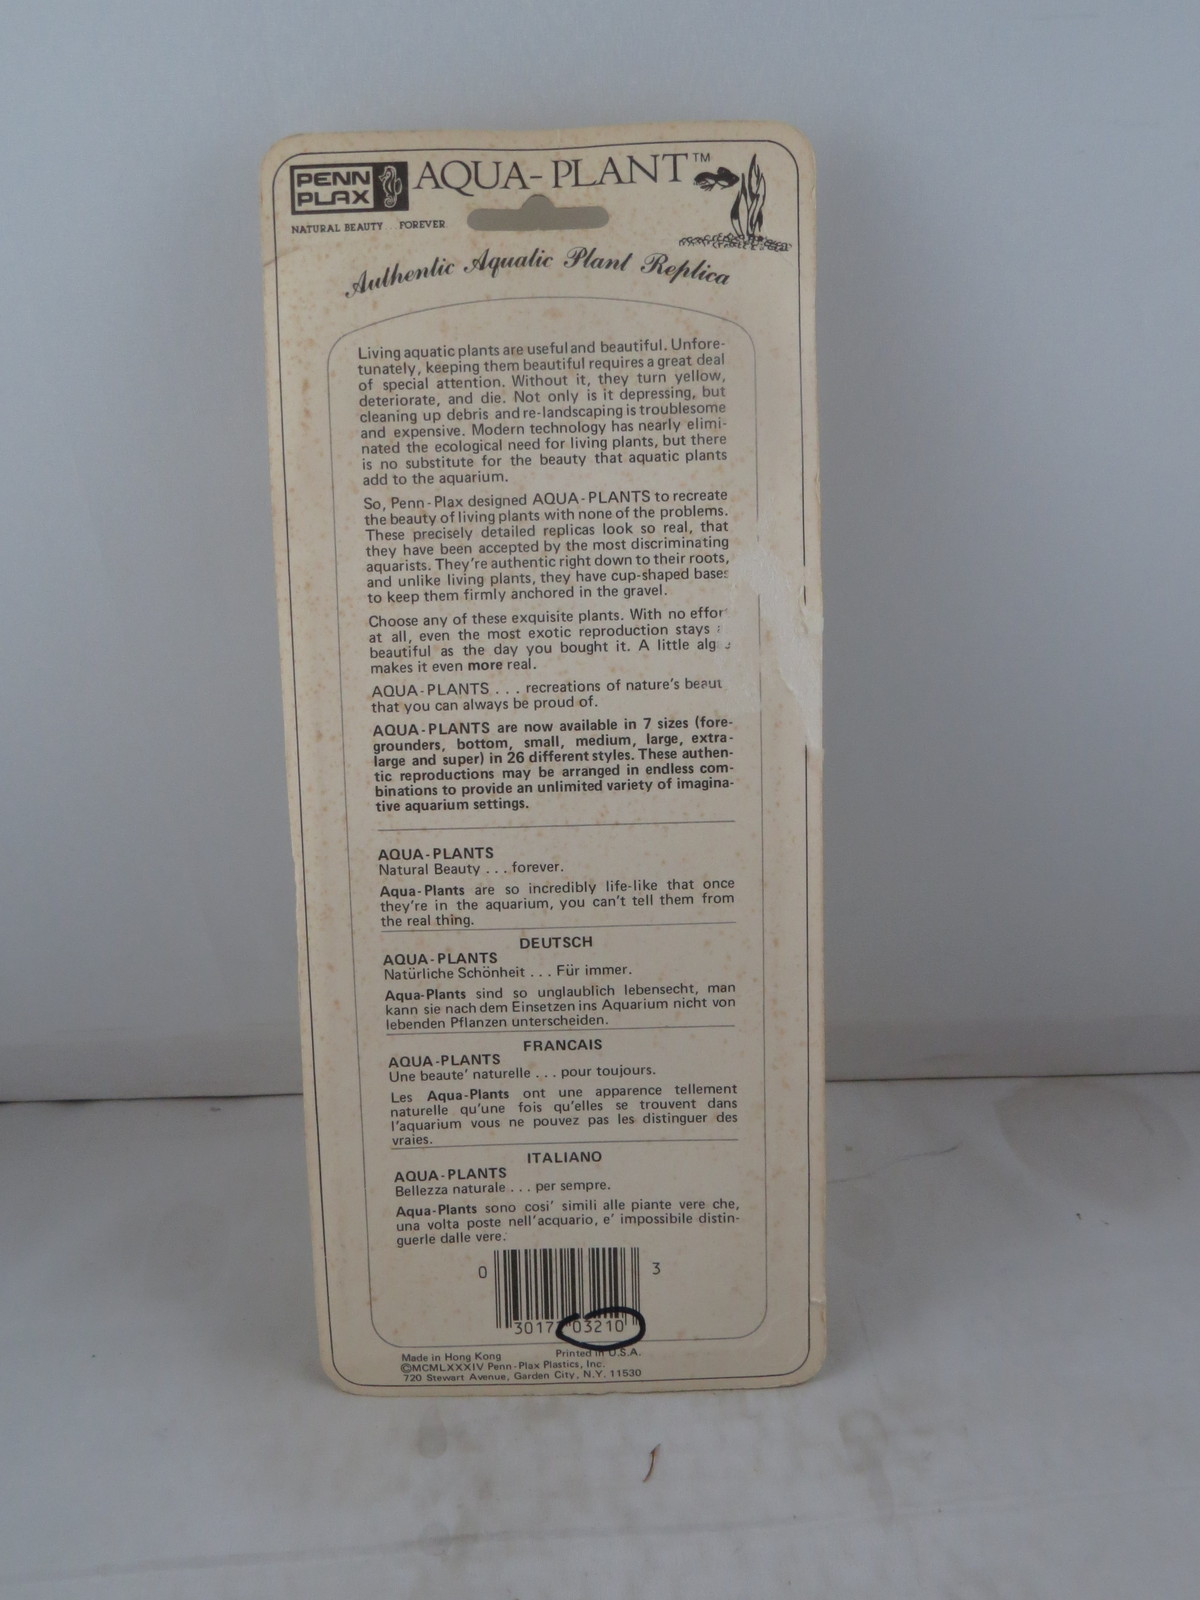 PENN
PLAX
AQUA-PLANT™
NATURAL BEAUTY FOREVER
Authentic Aquatic Plant Replica
Living aquatic plants are useful and beautiful. Unfore-
tunately, keeping them beautiful requires a great deal
of special attention. Without it, they turn yellow,
deteriorate, and die. Not only is it depressing, but
cleaning up debris and re-landscaping is troublesome
and expensive. Modern technology has nearly elimi-
nated the ecological need for living plants, but there
is no substitute for the beauty that aquatic plants
add to the aquarium.
So, Penn-Plax designed AQUA-PLANTS to recreate
the beauty of living plants with none of the problems.
These precisely detailed replicas look so real, that
they have been accepted by the most discriminating
aquarists. They're authentic right down to their roots,
and unlike living plants, they have cup-shaped bases
to keep them firmly anchored in the gravel.
Choose any of these exquisite plants. With no effor
at all, even the most exotic reproduction stays
beautiful as the day you bought it. A little alg
makes it even more real.
AQUA-PLANTS . . . recreations of nature's beaut
that you can always be proud of.
AQUA-PLANTS are now available in 7 sizes (fore-
grounders, bottom, small, medium, large, extra-
large and super) in 26 different styles. These authen-
tic reproductions may be arranged in endless com-
binations to provide an unlimited variety of imagina-
tive aquarium settings.
AQUA-PLANTS
Natural Beauty . . . forever.
Aqua-Plants are so incredibly life-like that once
they're in the aquarium, you can't tell them from
the real thing.
DEUTSCH
AQUA-PLANTS
Natürliche Schönheit . . . Für immer.
Aqua-Plants sind so unglaublich lebensecht, man
kann sie nach dem Einsetzen ins Aquarium nicht von
lebenden Pflanzen unterscheiden.
FRANCAIS
AQUA-PLANTS
Une beaute' naturelle . . . pour toujours.
Les Aqua-Plants ont une apparence tellement
naturelle qu'une fois qu'elles se trouvent dans
l'aquarium vous ne pouvez pas les distinguer des
vraies.
ITALIANO
AQUA-PLANTS
Bellezza naturale . . . per sempre.
Aqua-Plants sono cosi' simili alle piante vere che,
una volta poste nell'acquario, e' impossibile distin-
guerle dalle vere.
0 3
3017 03210
Made in Hong Kong Printed in U.S.A.
©MCMLXXXIV Penn-Plax Plastics, Inc.
720 Stewart Avenue, Garden City, N.Y. 11530